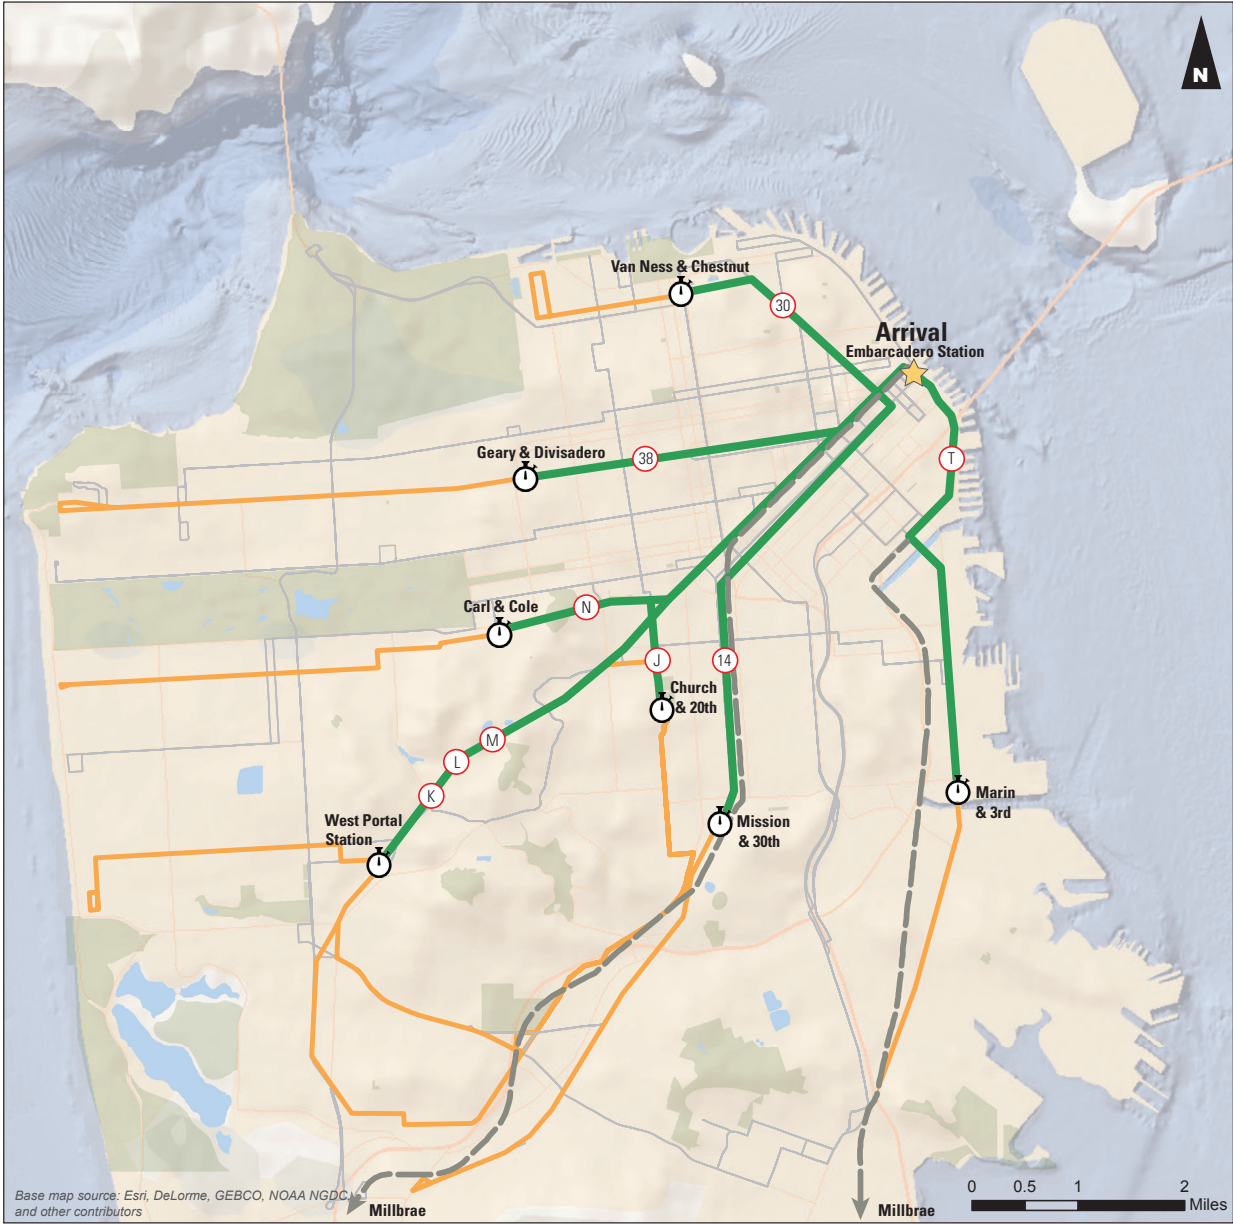 N
Van Ness & Chestnut
30
Arrival
Embarcadero Station
Geary & Divisadero
38
T
Carl & Cole
N
J
14
Church
& 20th
M
L
K
West Portal
Station
Mission
& 30th
Marin
& 3rd
Base map source: Esri, DeLorme, GEBCO, NOAA NGDC,
and other contributors
Millbrae
Millbrae
0 0.5 1 2
Miles